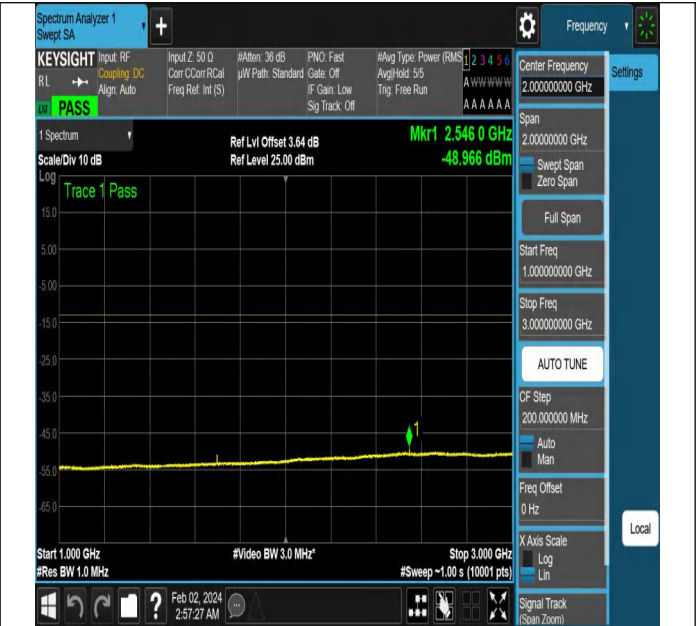 Spectrum Analyzer 1
Swept SA
+
Frequency
KEYSIGHT
RL
LNI PASS
Input: RF
Coupling: DC
Align: Auto
Input Z: 50 Ω
Corr CCorr RCal
Freq Ref: Int (S)
#Atten: 36 dB
µW Path: Standard
PNO: Fast
Gate: Off
IF Gain: Low
Sig Track: Off
#Avg Type: Power (RMS
Avg|Hold: 5/5
Trig: Free Run
1 2 3 4 5 6
A W W W W W
A A A A A A
1 Spectrum
Scale/Div 10 dB
Ref Lvl Offset 3.64 dB
Ref Level 25.00 dBm
Mkr1 2.546 0 GHz
-48.966 dBm
Log
Trace 1 Pass
15.0
5.00
-5.00
-15.0
-25.0
-35.0
-45.0
-55.0
-65.0
1
Start 1.000 GHz
#Res BW 1.0 MHz
#Video BW 3.0 MHz*
Stop 3.000 GHz
#Sweep ~1.00 s (10001 pts)
?
Feb 02, 2024
2:57:27 AM
Center Frequency
2.000000000 GHz
Span
2.00000000 GHz
Swept Span
Zero Span
Full Span
Start Freq
1.000000000 GHz
Stop Freq
3.000000000 GHz
AUTO TUNE
CF Step
200.000000 MHz
Auto
Man
Freq Offset
0 Hz
X Axis Scale
Log
Lin
Signal Track
(Span Zoom)
Settings
Local